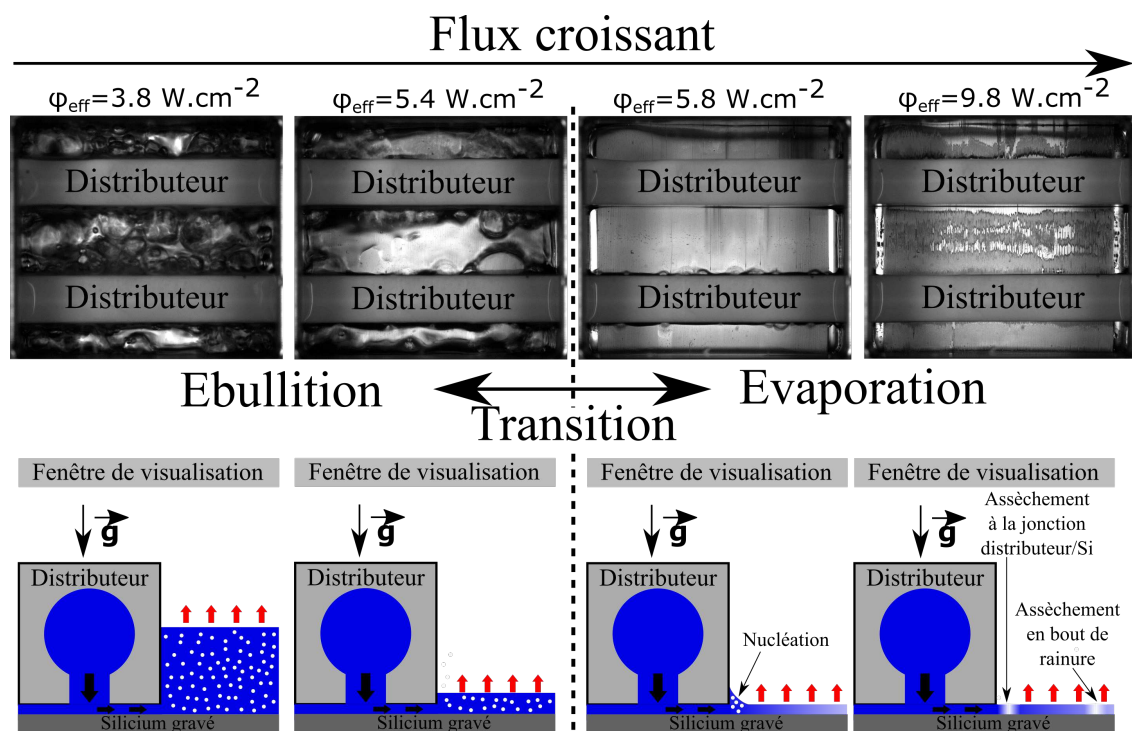 Flux croissant
φeff=3.8 W.cm-2
φeff=5.4 W.cm-2
φeff=5.8 W.cm-2
φeff=9.8 W.cm-2
Distributeur
Distributeur
Distributeur
Distributeur
Distributeur
Distributeur
Distributeur
Distributeur
Ebullition
Evaporation
Transition
Fenêtre de visualisation
Fenêtre de visualisation
Fenêtre de visualisation
Fenêtre de visualisation
g
g
g
g
Assèchement
à la jonction
distributeur/Si
Distributeur
Distributeur
Distributeur
Distributeur
Nucléation
Assèchement
en bout de
rainure
Silicium gravé
Silicium gravé
Silicium gravé
Silicium gravé